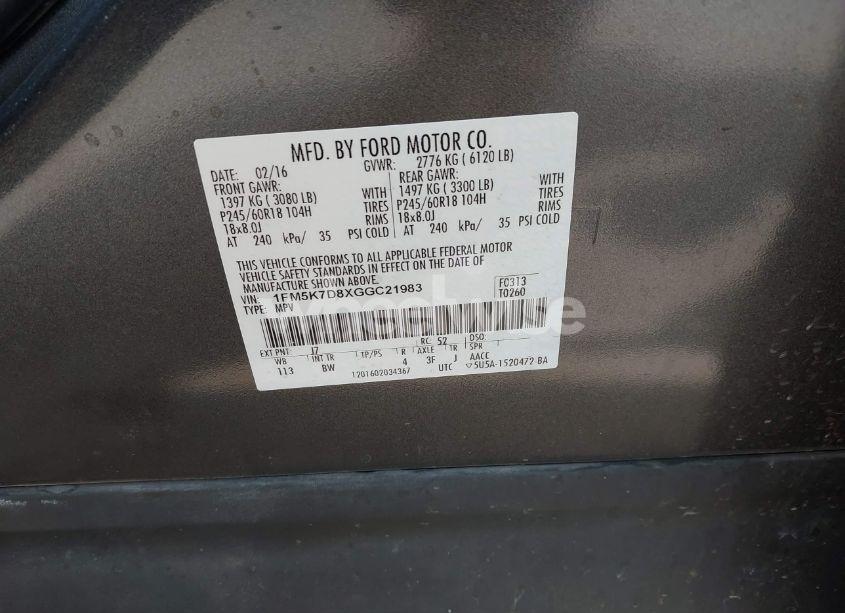 MFD. BY FORD MOTOR CO.
DATE: 02/16 GVWR: 2776 KG ( 6120 LB)
FRONT GAWR: REAR GAWR:
1397 KG ( 3080 LB) WITH 1497 KG ( 3300 LB) WITH
P245/60R18 104H TIRES P245/60R18 104H TIRES
18x8.0J RIMS 18x8.0J RIMS
AT 240 kPa/ 35 PSI COLD AT 240 kPa/ 35 PSI COLD
THIS VEHICLE CONFORMS TO ALL APPLICABLE FEDERAL MOTOR
VEHICLE SAFETY STANDARDS IN EFFECT ON THE DATE OF
MANUFACTURE SHOWN ABOVE.
VIN: 1FM5K7D8XGGC21983 F0313
TYPE: MPV T0260
EXT PNT: J7 RC: 52 DSO:
WB INT TR TP/PS R AXLE TR SPR
113 BW 4 3F J AACC
1201602034367 UTC 5U5A-1520472-BA